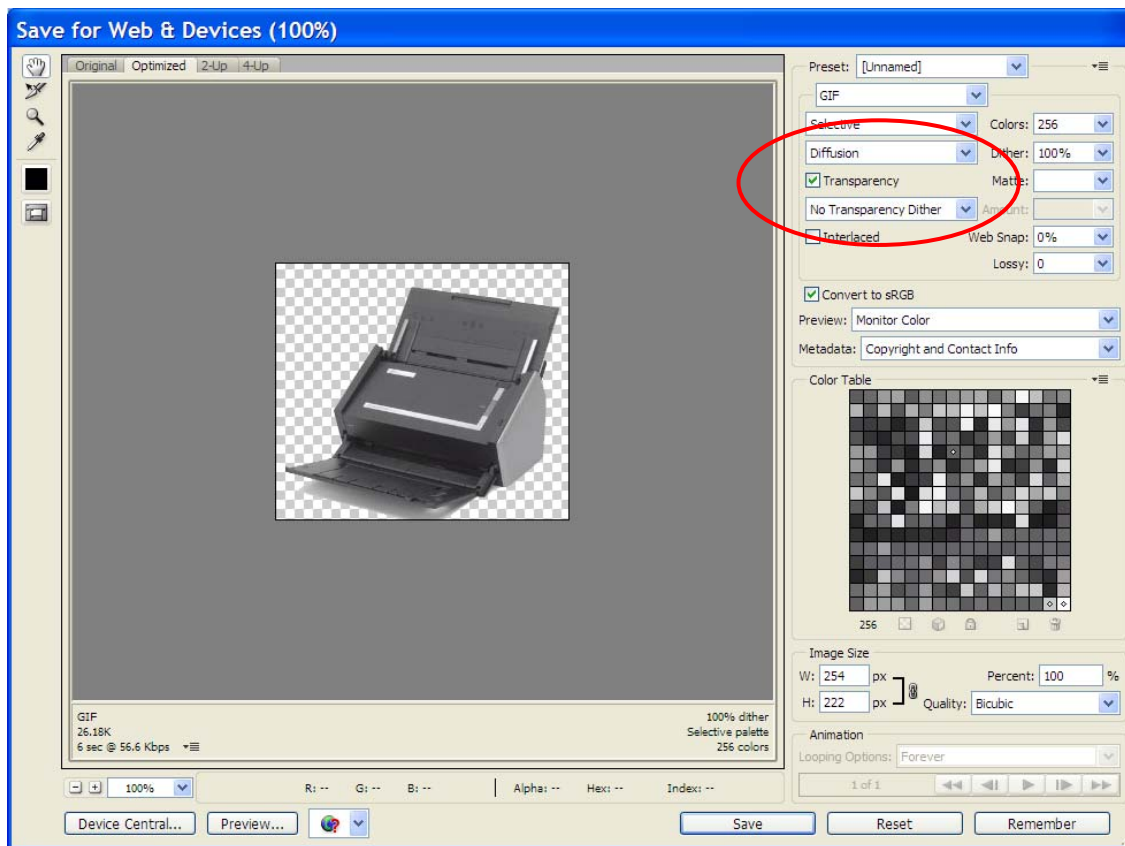 Save for Web & Devices (100%)
Original Optimized 2-Up 4-Up
Preset: [Unnamed]
GIF
Selective Colors: 256
Diffusion Dither: 100%
Transparency Matte:
No Transparency Dither Amount:
Interlaced Web Snap: 0%
Lossy: 0
Convert to sRGB
Preview: Monitor Color
Metadata: Copyright and Contact Info
Color Table
256
Image Size
W: 254 px Percent: 100 %
H: 222 px Quality: Bicubic
Animation
Looping Options: Forever
1 of 1
GIF 100% dither
26.18K Selective palette
6 sec @ 56.6 Kbps 256 colors
100% R: -- G: -- B: -- Alpha: -- Hex: -- Index: --
Device Central... Preview... Save Reset Remember